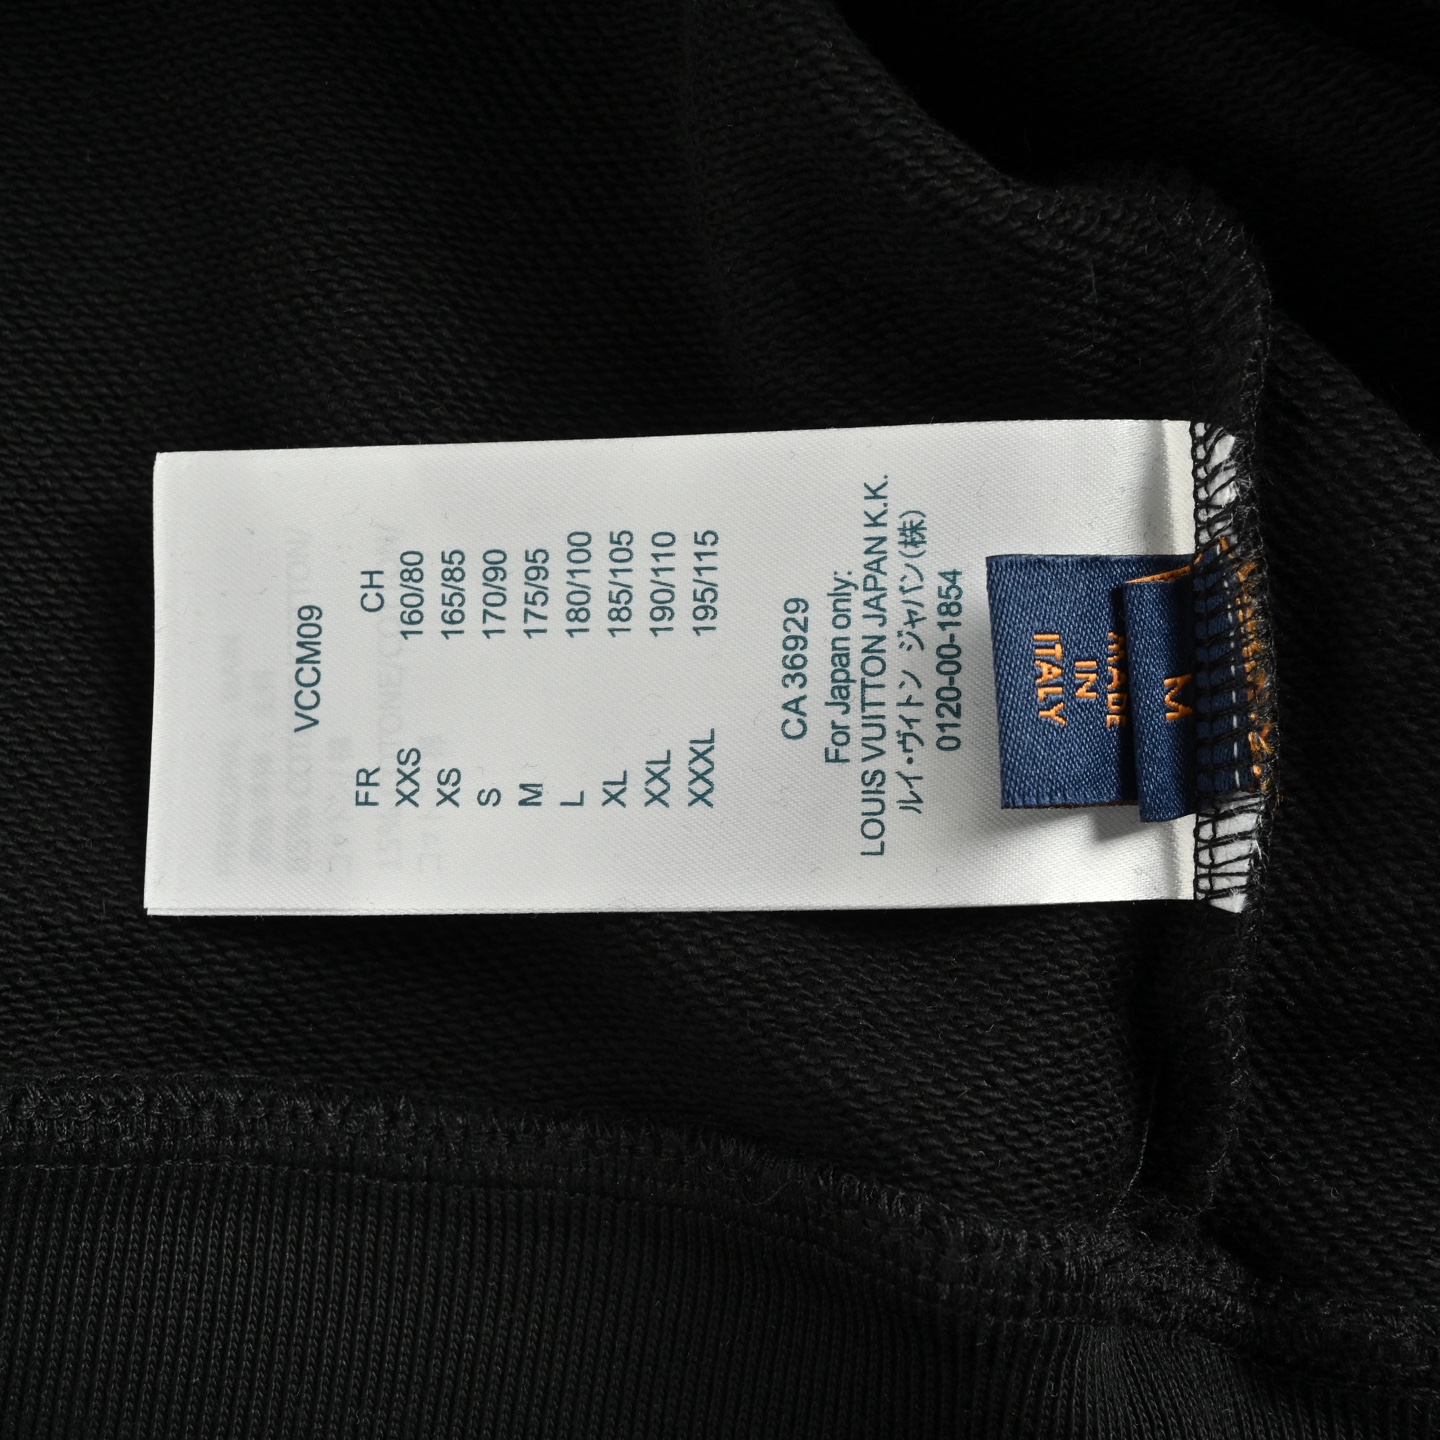 VCCM09
FR CH
XXS 160/80
XS 165/85
S 170/90
M 175/95
L 180/100
XL 185/105
XXL 190/110
XXXL 195/115
CA 36929
For Japan only:
LOUIS VUITTON JAPAN K.K.
ルイ・ヴィトン ジャパン(株)
0120-00-1854
M
MADE
IN
ITALY